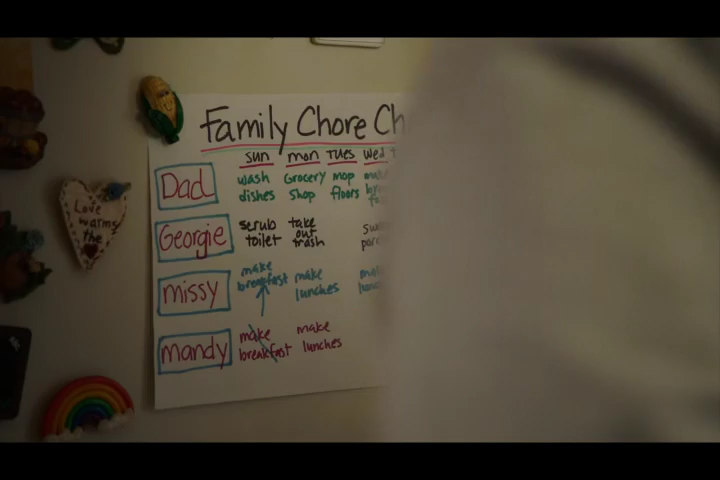 Family Chore Ch
sun mon Tues wed
Dad wash dishes Grocery shop mop floors
Georgie scrub toilet take out trash
missy make breakfast make lunches
mandy make breakfast make lunches
Love
warms
the